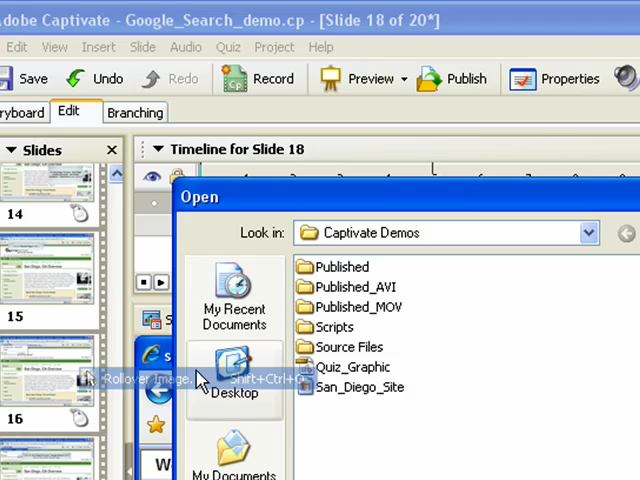 Adobe Captivate - Google_Search_demo.cp - [Slide 18 of 20*]
Edit View Insert Slide Audio Quiz Project Help
Save Undo Redo Record Preview Publish Properties
ryboard Edit Branching
Slides Timeline for Slide 18
Open
Look in: Captivate Demos
14
15
16
My Recent
Documents
Desktop
My Documents
Published
Published_AVI
Published_MOV
Scripts
Source Files
Quiz_Graphic
San_Diego_Site
Rollover Image. Shift+Ctrl+